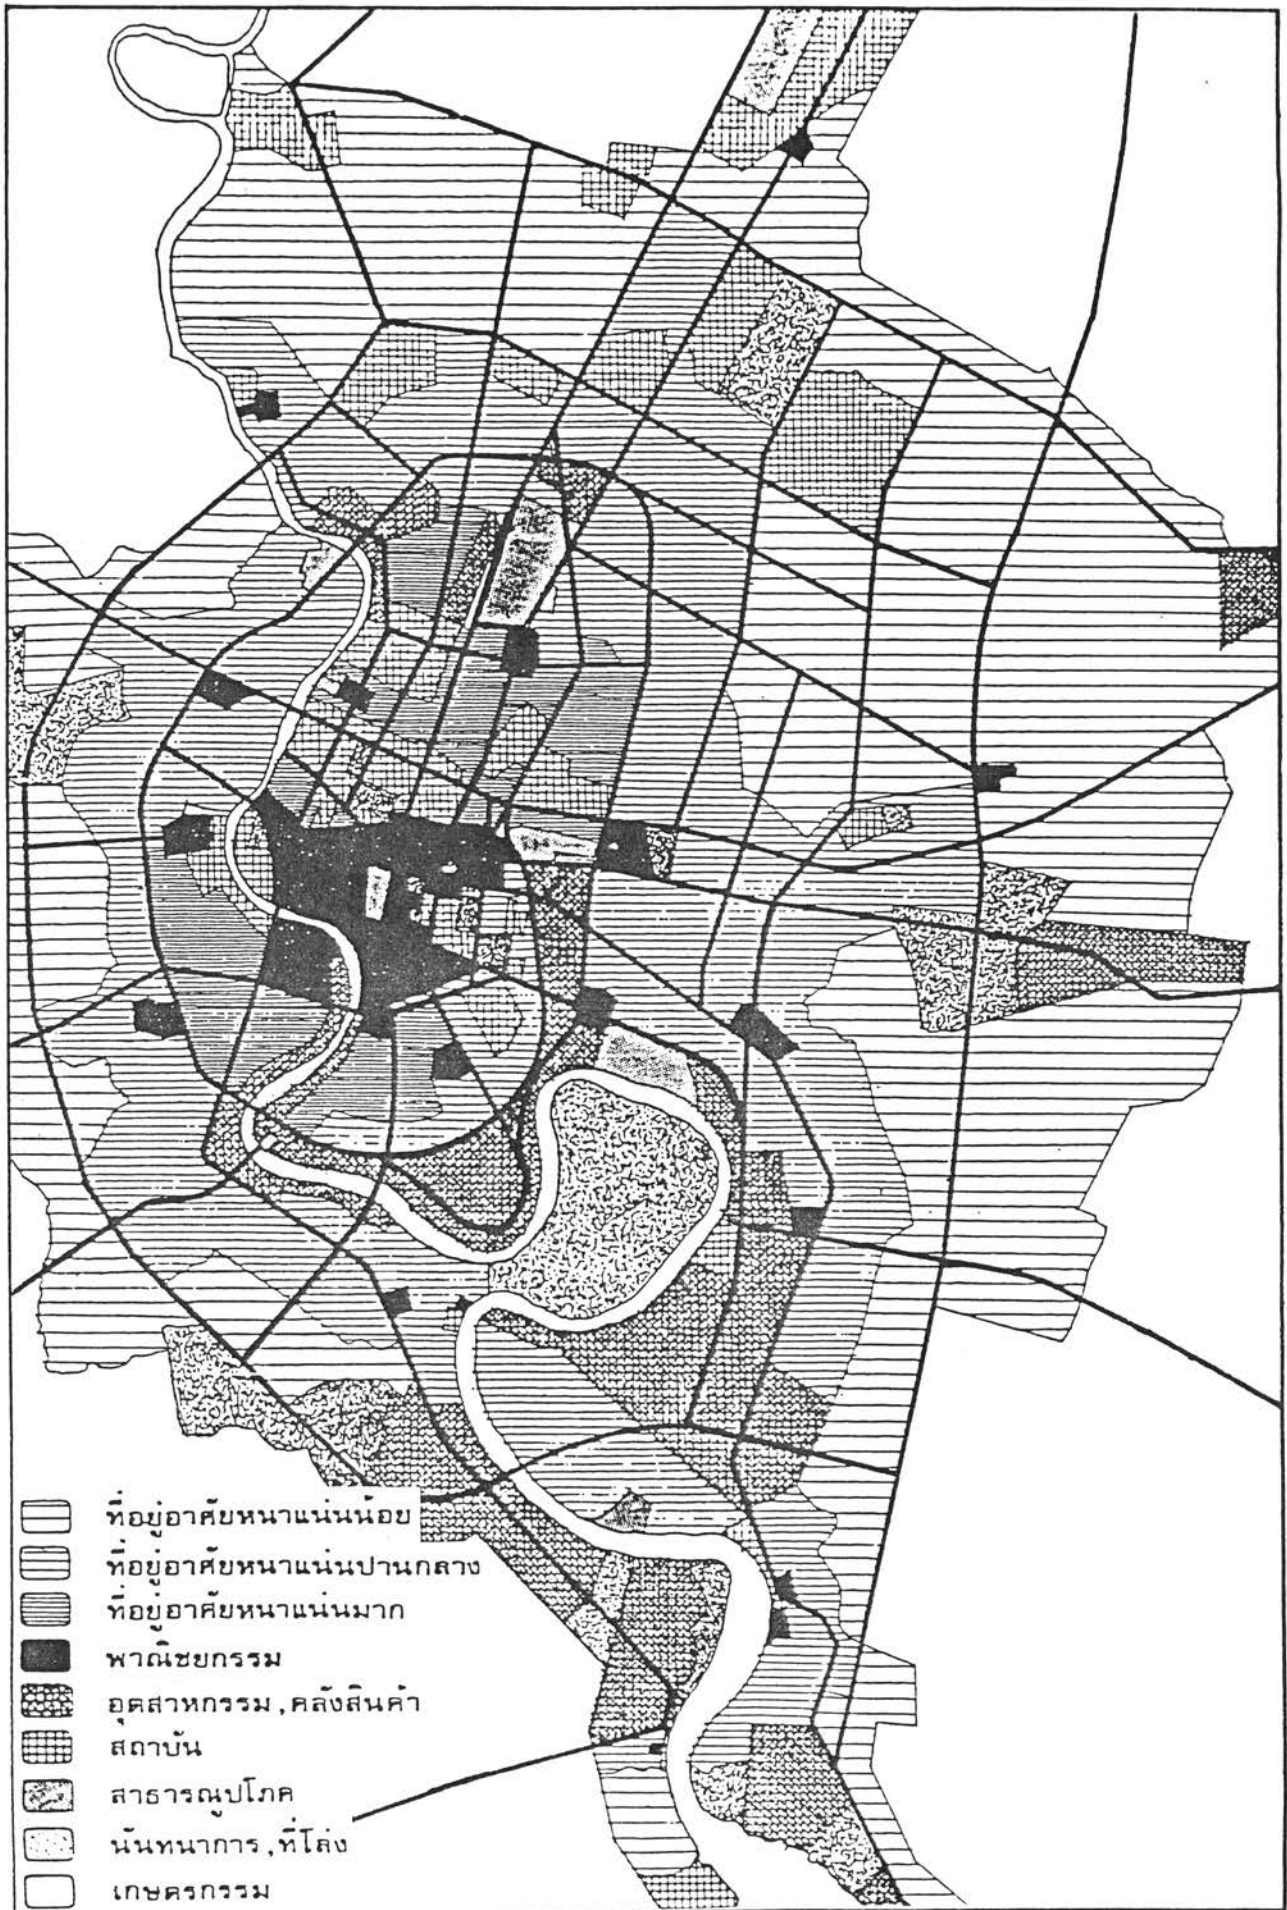 ที่อยู่อาศัยหนาแน่นน้อย
ที่อยู่อาศัยหนาแน่นปานกลาง
ที่อยู่อาศัยหนาแน่นมาก
พาณิชยกรรม
อุตสาหกรรม,คลังสินค้า
สถาบัน
สาธารณูปโภค
นันทนาการ,ที่โล่ง
เกษตรกรรม